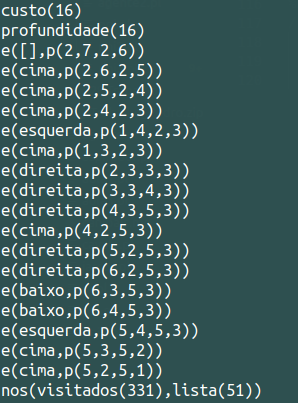 custo(16)
profundidade(16)
e([],p(2,7,2,6))
e(cima,p(2,6,2,5))
e(cima,p(2,5,2,4))
e(cima,p(2,4,2,3))
e(esquerda,p(1,4,2,3))
e(cima,p(1,3,2,3))
e(direita,p(2,3,3,3))
e(direita,p(3,3,4,3))
e(direita,p(4,3,5,3))
e(cima,p(4,2,5,3))
e(direita,p(5,2,5,3))
e(direita,p(6,2,5,3))
e(baixo,p(6,3,5,3))
e(baixo,p(6,4,5,3))
e(esquerda,p(5,4,5,3))
e(cima,p(5,3,5,2))
e(cima,p(5,2,5,1))
nos(visitados(331),lista(51))